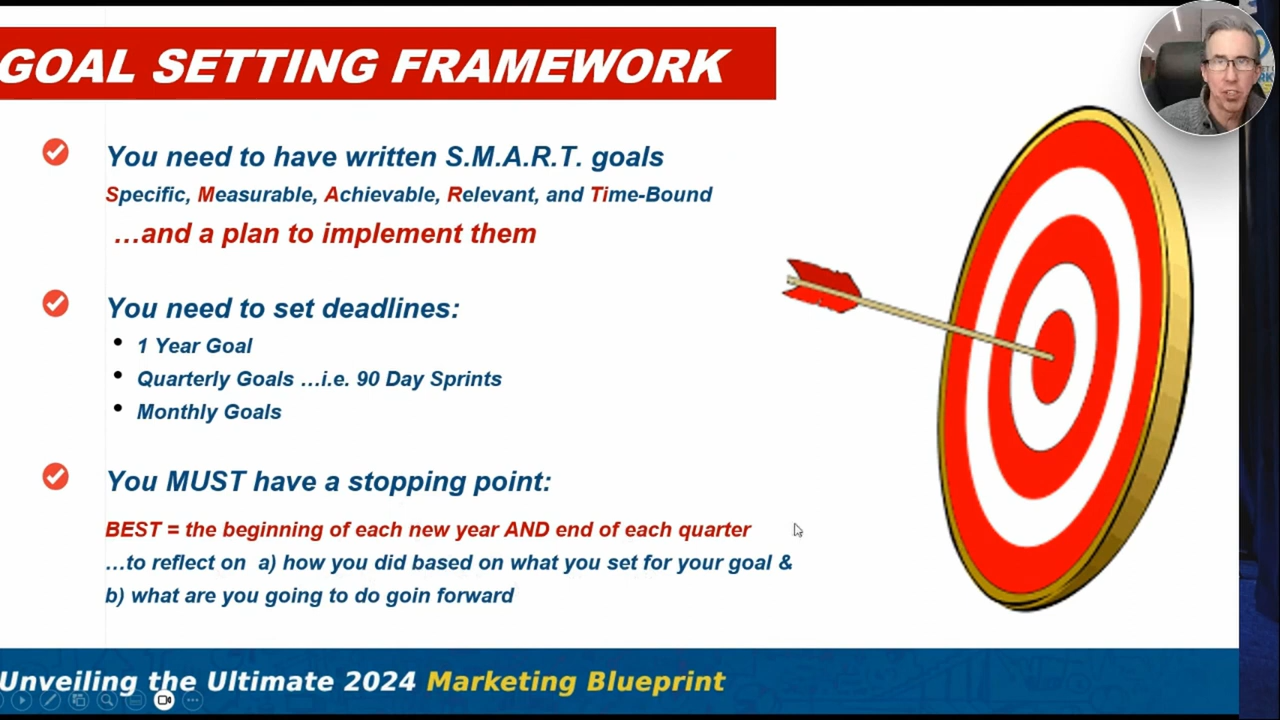 GOAL SETTING FRAMEWORK
You need to have written S.M.A.R.T. goals
Specific, Measurable, Achievable, Relevant, and Time-Bound
...and a plan to implement them
You need to set deadlines:
1 Year Goal
Quarterly Goals ...i.e. 90 Day Sprints
Monthly Goals
You MUST have a stopping point:
BEST = the beginning of each new year AND end of each quarter
...to reflect on a) how you did based on what you set for your goal &
b) what are you going to do goin forward
Unveiling the Ultimate 2024 Marketing Blueprint